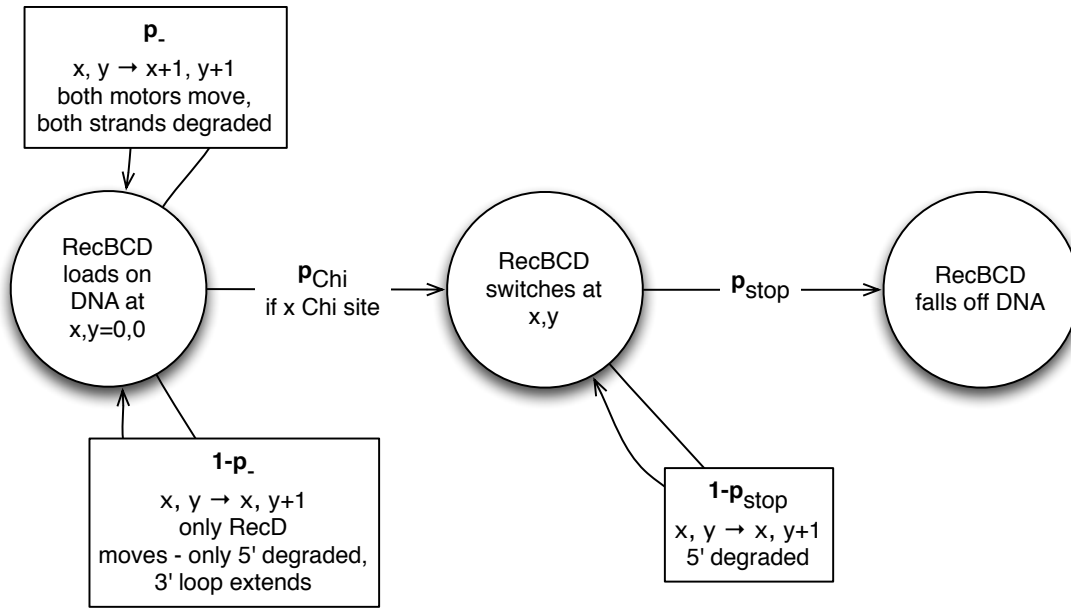 p-
x, y → x+1, y+1
both motors move,
both strands degraded
RecBCD
loads on
DNA at
x,y=0,0
pChi
if x Chi site
RecBCD
switches at
x,y
pstop
RecBCD
falls off DNA
1-p-
x, y → x, y+1
only RecD
moves - only 5' degraded,
3' loop extends
1-pstop
x, y → x, y+1
5' degraded